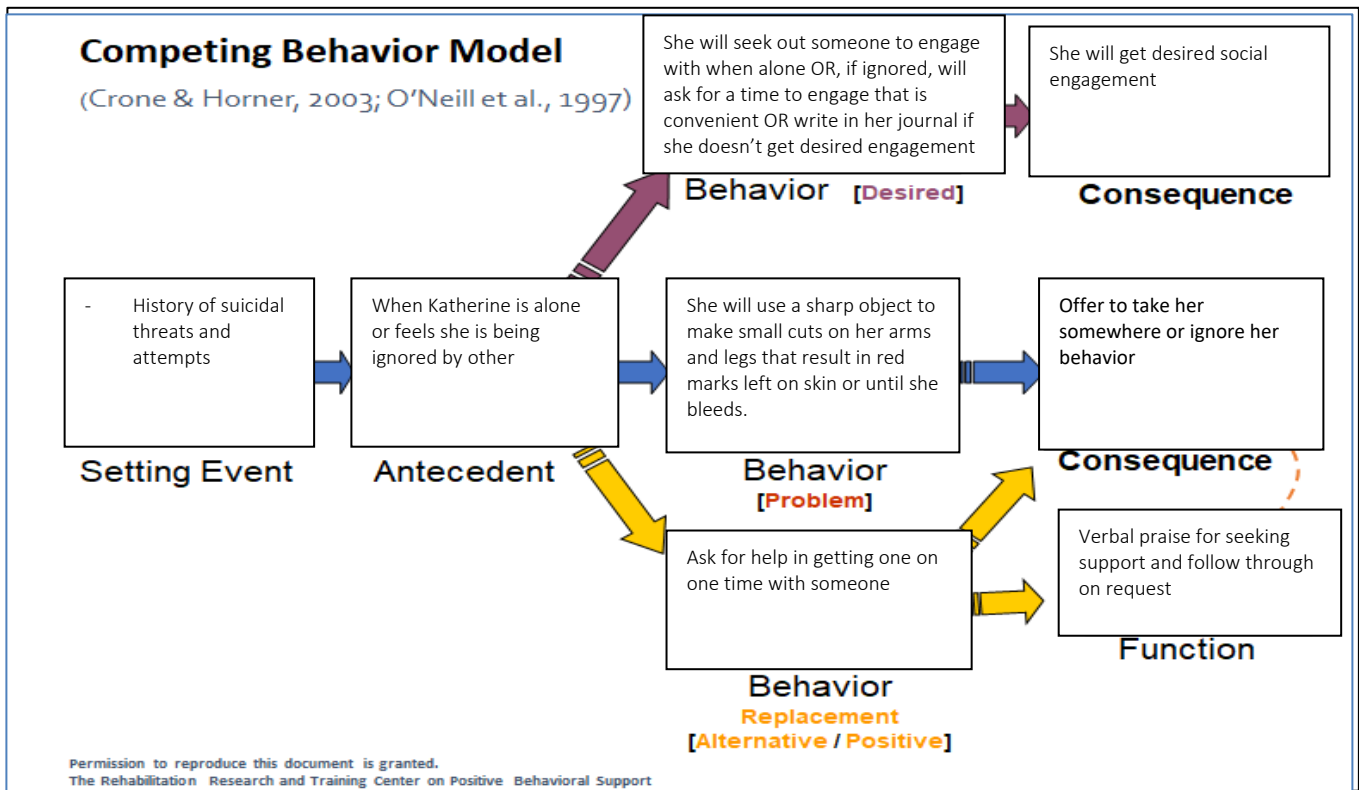 Competing Behavior Model
(Crone & Horner, 2003; O'Neill et al., 1997)
She will seek out someone to engage
with when alone OR, if ignored, will
ask for a time to engage that is
convenient OR write in her journal if
she doesn't get desired engagement
Behavior [Desired]
She will get desired social
engagement
Consequence
- History of suicidal
threats and
attempts
Setting Event
When Katherine is alone
or feels she is being
ignored by other
Antecedent
She will use a sharp object to
make small cuts on her arms
and legs that result in red
marks left on skin or until she
bleeds.
Behavior
[Problem]
Offer to take her
somewhere or ignore her
behavior
Consequence
Ask for help in getting one on
one time with someone
Behavior
Replacement
[Alternative / Positive]
Verbal praise for seeking
support and follow through
on request
Function
Permission to reproduce this document is granted.
The Rehabilitation Research and Training Center on Positive Behavioral Support